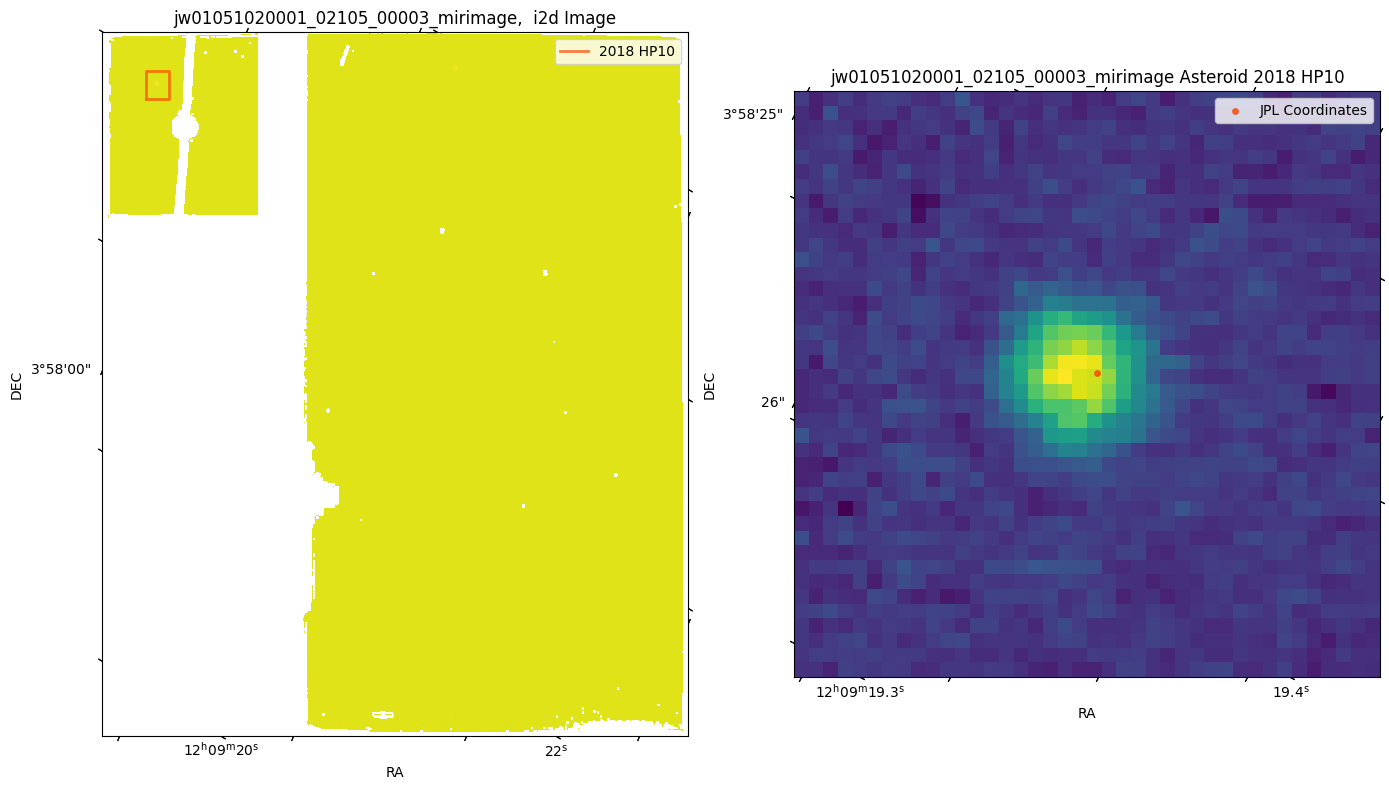 jw01051020001_02105_00003_mirimage,  i2d Image
2018 HP10
DEC
3°58'00"
12ʰ09ᵐ20ˢ
22ˢ
RA
jw01051020001_02105_00003_mirimage Asteroid 2018 HP10
JPL Coordinates
DEC
3°58'25"
26"
12ʰ09ᵐ19.3ˢ
19.4ˢ
RA